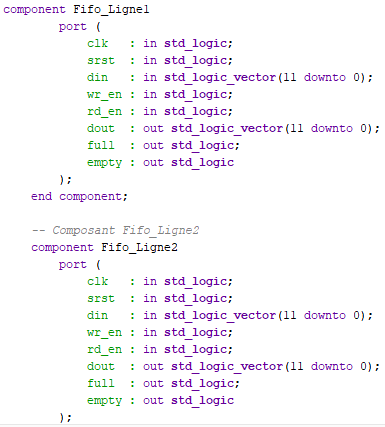 component Fifo_Ligne1
port (
clk : in std_logic;
srst : in std_logic;
din : in std_logic_vector(11 downto 0);
wr_en : in std_logic;
rd_en : in std_logic;
dout : out std_logic_vector(11 downto 0);
full : out std_logic;
empty : out std_logic
);
end component;
-- Composant Fifo_Ligne2
component Fifo_Ligne2
port (
clk : in std_logic;
srst : in std_logic;
din : in std_logic_vector(11 downto 0);
wr_en : in std_logic;
rd_en : in std_logic;
dout : out std_logic_vector(11 downto 0);
full : out std_logic;
empty : out std_logic
);